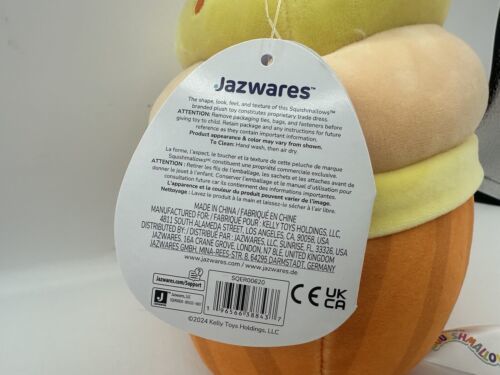 Jazwares™
The shape, look, feel, and texture of this Squishmallows™
branded plush toy constitutes proprietary trade dress.
ATTENTION: Remove packaging ties, bags, and fasteners before
giving toy to child. Retain package and any instructions for future
reference as they contain important information.
Product appearance & color may vary from shown.
To Clean: Hand wash, then air dry.
La forme, l'aspect, le toucher et la texture de cette peluche de marque
Squishmallows™ constituent une propriété commerciale exclusive.
ATTENTION : Retirer les fils de l'emballage, les sachets et les attaches avant de
donner le jouet à l'enfant. Conserver l'emballage et le manuel d'utilisation pour
consultation future car ils contiennent des informations importantes.
L'apparence et la couleur du produit peuvent varier de l'image.
Nettoyage : Lavez le produit à la main et laissez-le sécher à l'air libre.
MADE IN CHINA / FABRIQUÉ EN CHINE
MANUFACTURED FOR / FABRIQUÉ POUR : KELLY TOYS HOLDINGS, LLC,
4811 SOUTH ALAMEDA STREET, LOS ANGELES, CA, 90058, USA
DISTRIBUTED BY / DISTRIBUÉ PAR : JAZWARES, LLC, SUNRISE, FL, 33326, USA
JAZWARES, 16A CRANE GROVE, LONDON, N7 8LE, UNITED KINGDOM
JAZWARES GMBH, MINA-REES-STR. 8, 64295 DARMSTADT, GERMANY
www.jazwares.com / www.jazwares.de
Jazwares.com/Support
SQER00620
J
Jazwares, LLC
CE UK CA
1 96566 38843 7
©2024 Kelly Toys Holdings, LLC